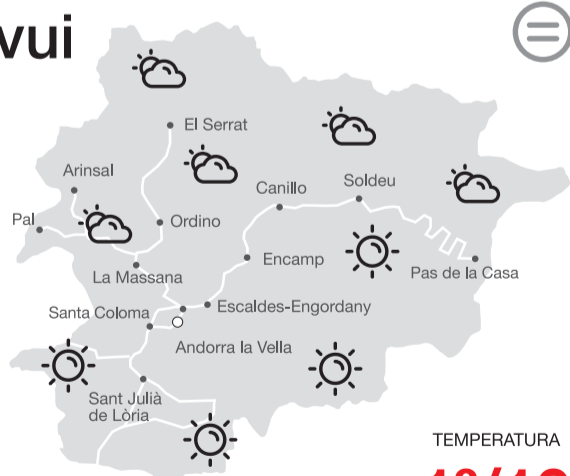 vui
El Serrat
Arinsal
Canillo
Soldeu
Pal
Ordino
Encamp
Pas de la Casa
La Massana
Santa Coloma
Escaldes-Engordany
Andorra la Vella
Sant Julià
de Lòria
TEMPERATURA